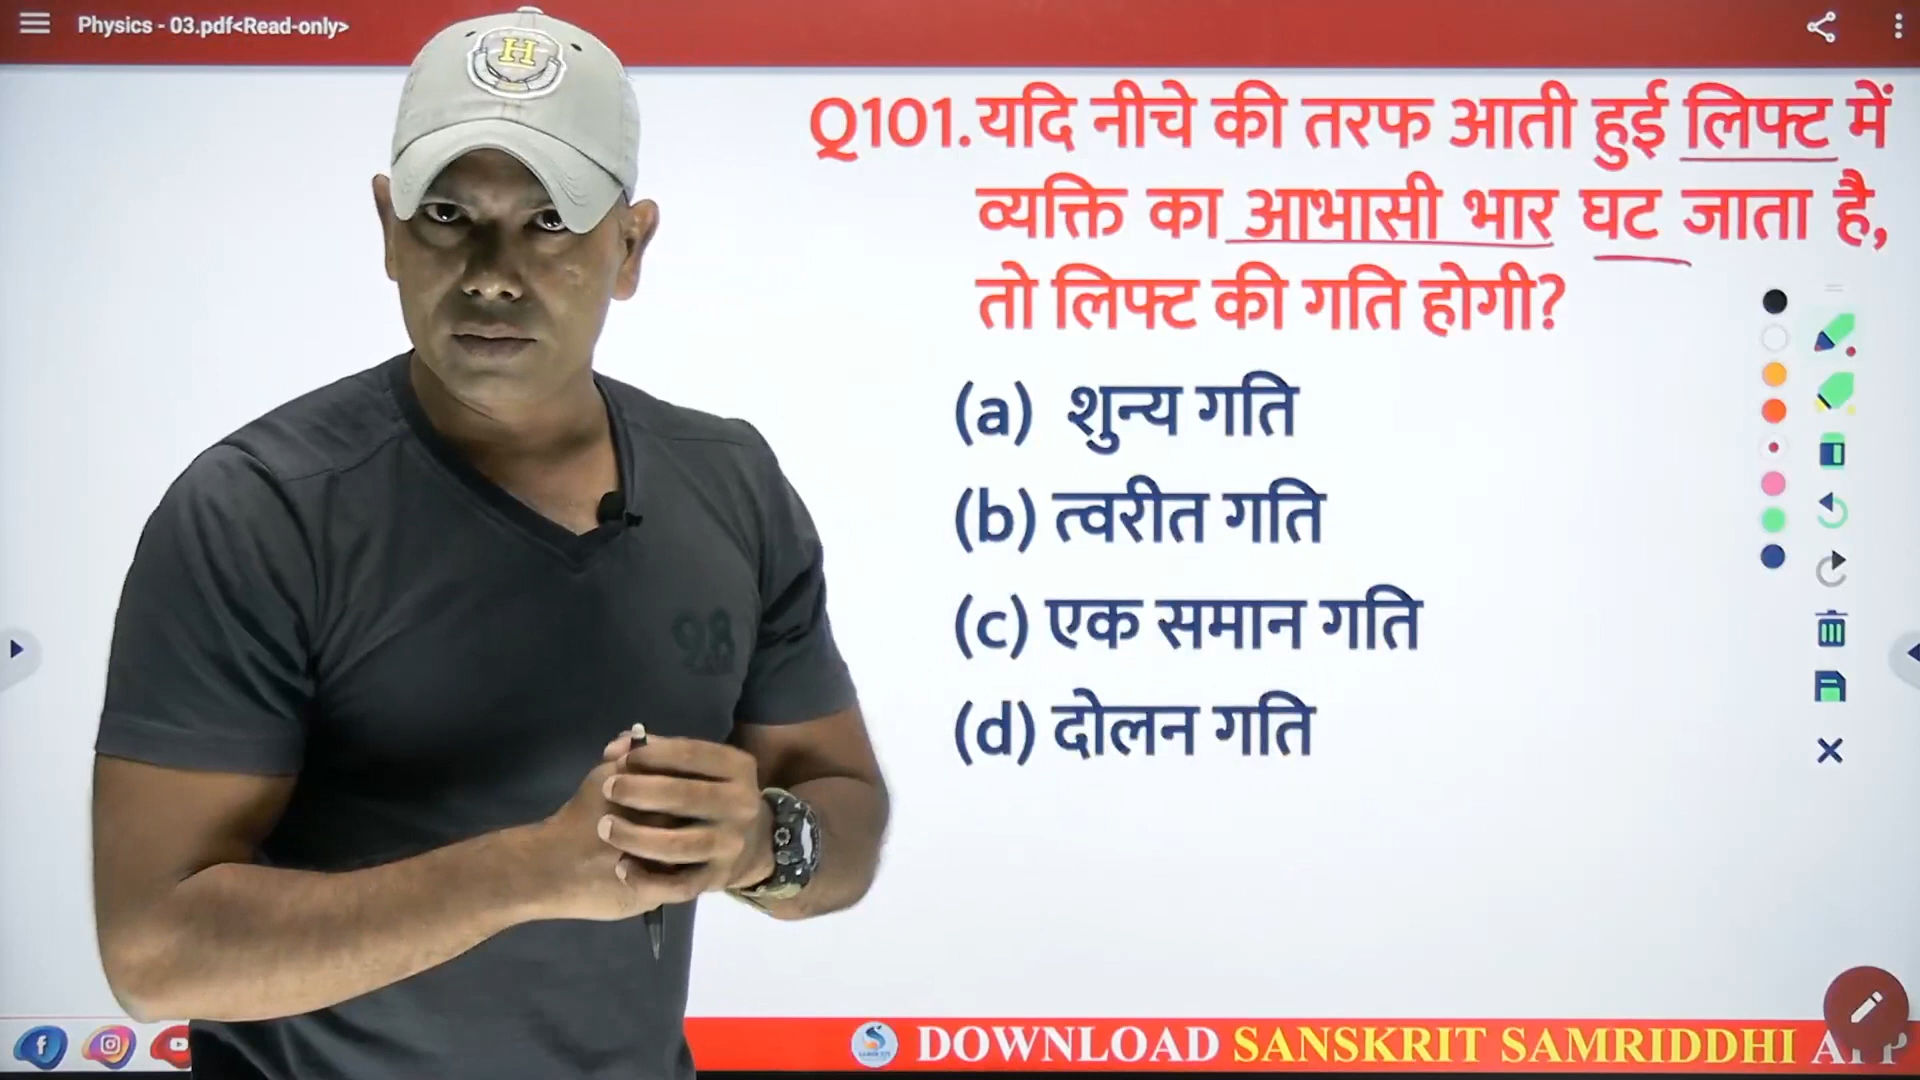 Physics - 03.pdf<Read-only>
H
Q101.यदि नीचे की तरफ आती हुई लिफ्ट में
व्यक्ति का आभासी भार घट जाता है,
तो लिफ्ट की गति होगी?
(a) शुन्य गति
(b) त्वरीत गति
(c) एक समान गति
(d) दोलन गति
98
DOWNLOAD SANSKRIT SAMRIDDHI APP